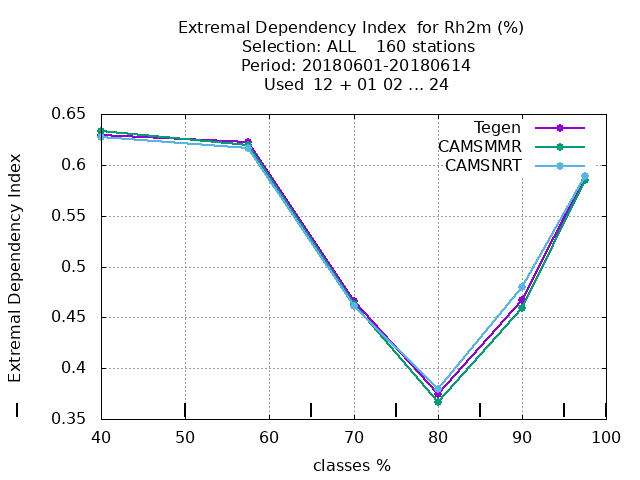 Extremal Dependency Index  for Rh2m (%)
Selection: ALL    160 stations
Period: 20180601-20180614
Used  12 + 01 02 ... 24
Extremal Dependency Index
0.65
0.6
0.55
0.5
0.45
0.4
0.35
Tegen
CAMSMMR
CAMSNRT
40 50 60 70 80 90 100
classes %